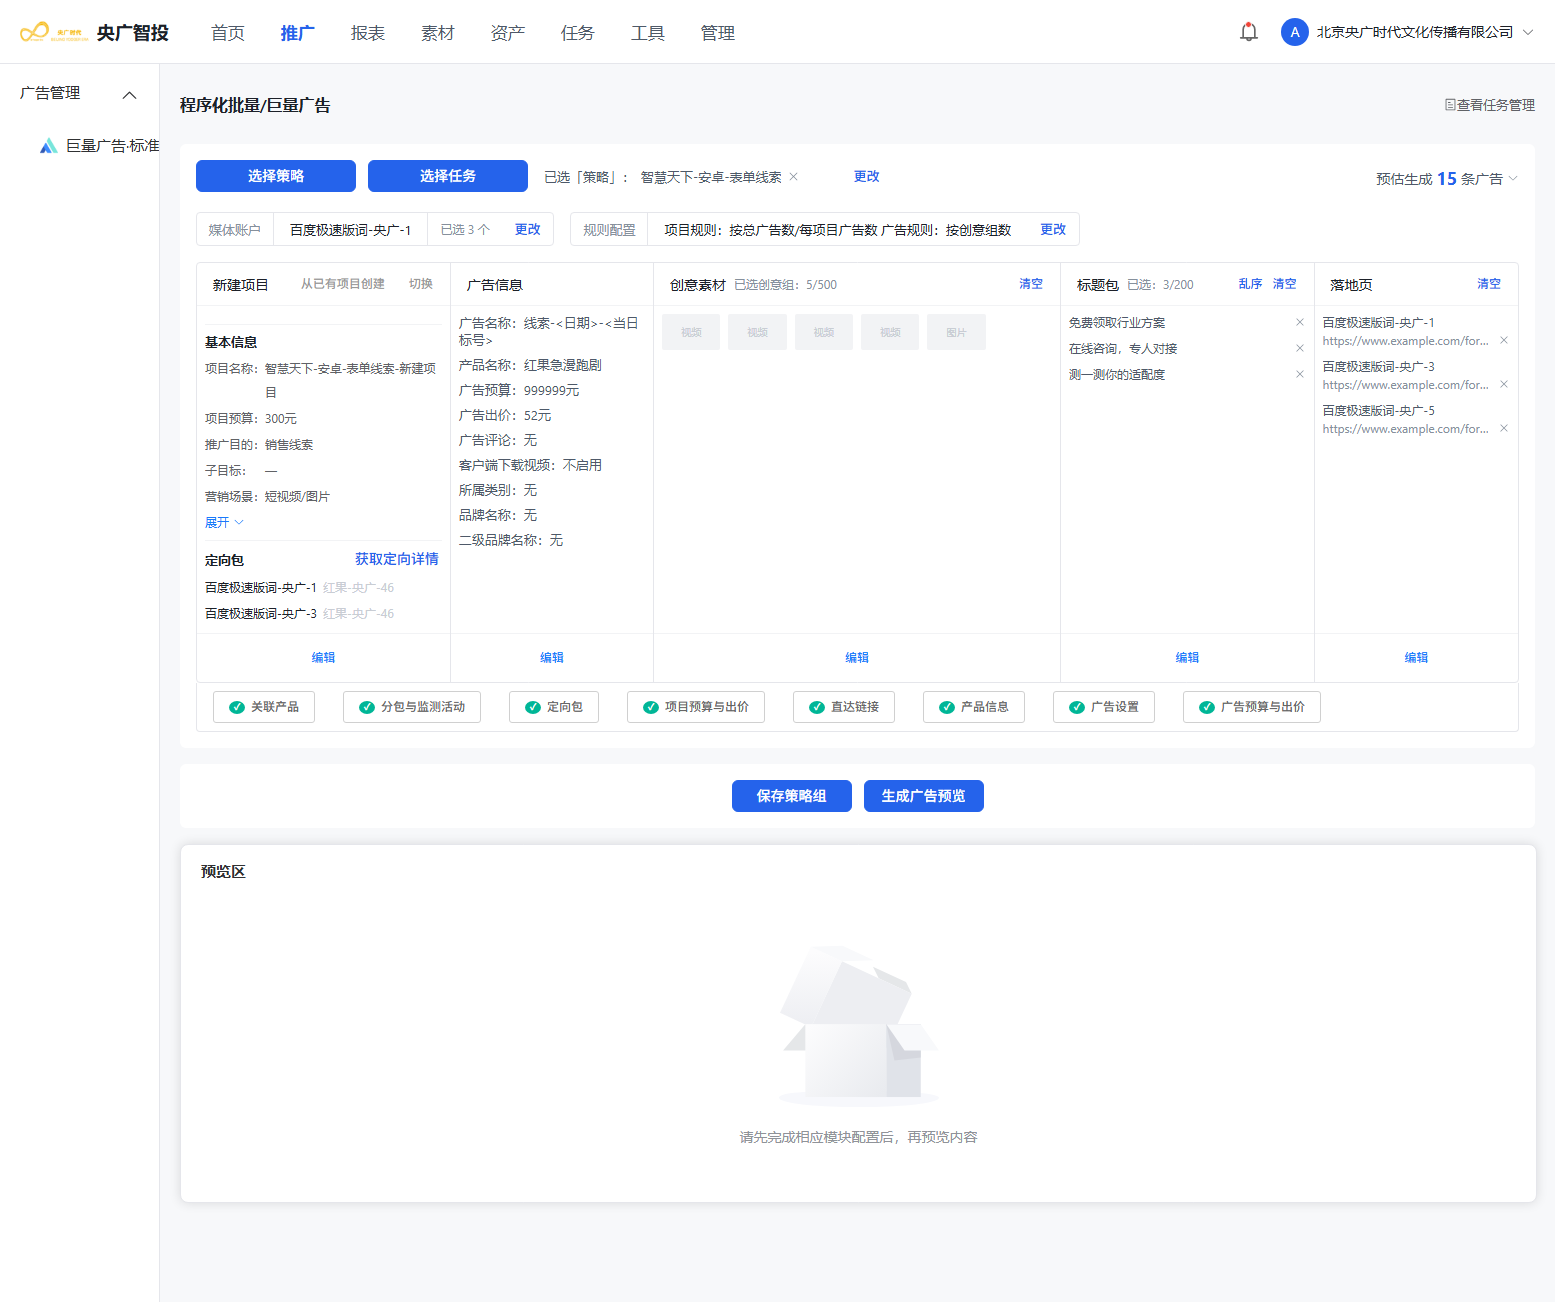 央广时代 央广智投 首页 推广 报表 素材 资产 任务 工具 管理 A 北京央广时代文化传播有限公司
广告管理
巨量广告·标准
程序化批量/巨量广告 查看任务管理
选择策略 选择任务 已选「策略」： 智慧天下-安卓-表单线索 × 更改 预估生成 15 条广告
媒体账户 百度极速版词-央广-1 已选 3 个 更改 规则配置 项目规则：按总广告数/每项目广告数 广告规则：按创意组数 更改
新建项目 从已有项目创建 切换
基本信息
项目名称：智慧天下-安卓-表单线索-新建项
目
项目预算：300元
推广目的：销售线索
子目标：—
营销场景：短视频/图片
展开
定向包 获取定向详情
百度极速版词-央广-1 红果-央广-46
百度极速版词-央广-3 红果-央广-46
编辑
广告信息
广告名称：线索-<日期>-<当日
标号>
产品名称：红果急漫跑剧
广告预算：999999元
广告出价：52元
广告评论：无
客户端下载视频：不启用
所属类别：无
品牌名称：无
二级品牌名称：无
编辑
创意素材 已选创意组：5/500 清空
视频 视频 视频 视频 图片
编辑
标题包 已选：3/200 乱序 清空
免费领取行业方案 ×
在线咨询，专人对接 ×
测一测你的适配度 ×
编辑
落地页 清空
百度极速版词-央广-1
https://www.example.com/for... ×
百度极速版词-央广-3
https://www.example.com/for... ×
百度极速版词-央广-5
https://www.example.com/for... ×
编辑
关联产品 分包与监测活动 定向包 项目预算与出价 直达链接 产品信息 广告设置 广告预算与出价
保存策略组 生成广告预览
预览区
请先完成相应模块配置后，再预览内容